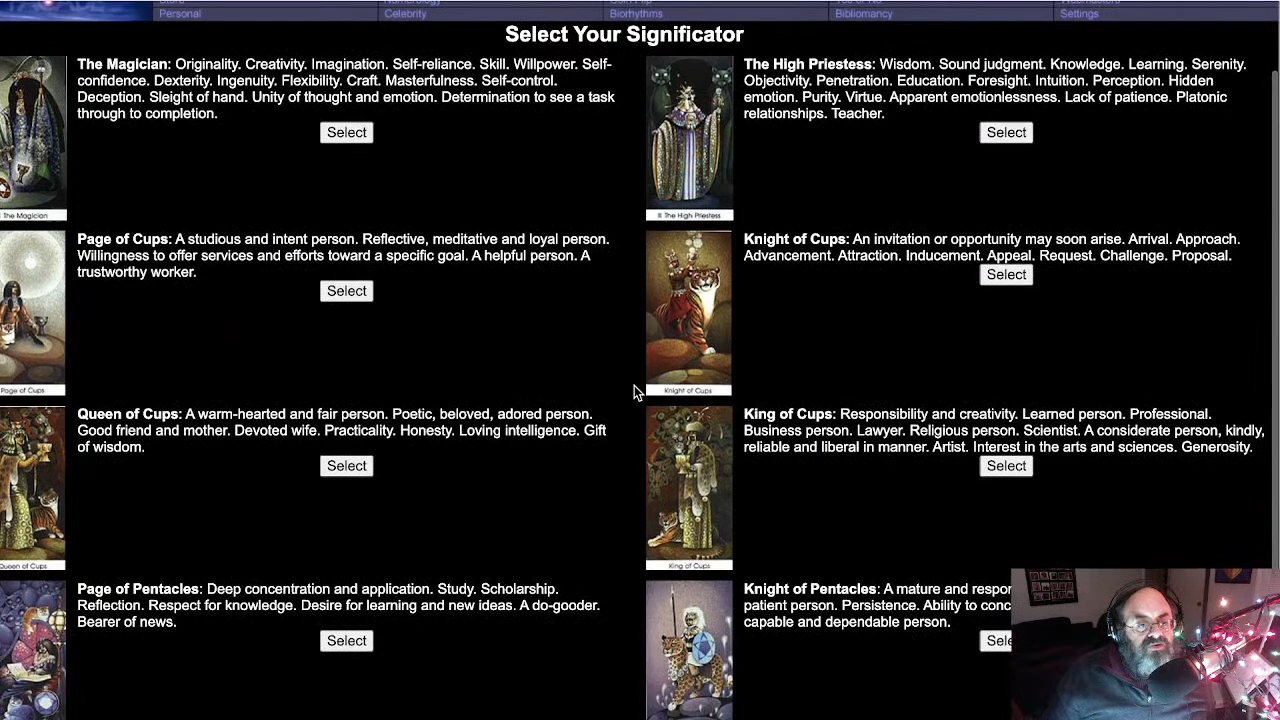 Store
Numerology
Coin Flip
Yes or No
Webmasters
Personal
Celebrity
Biorhythms
Bibliomancy
Settings
Select Your Significator
The Magician: Originality. Creativity. Imagination. Self-reliance. Skill. Willpower. Self-
confidence. Dexterity. Ingenuity. Flexibility. Craft. Masterfulness. Self-control.
Deception. Sleight of hand. Unity of thought and emotion. Determination to see a task
through to completion.
Select
The Magician
The High Priestess: Wisdom. Sound judgment. Knowledge. Learning. Serenity.
Objectivity. Penetration. Education. Foresight. Intuition. Perception. Hidden
emotion. Purity. Virtue. Apparent emotionlessness. Lack of patience. Platonic
relationships. Teacher.
Select
II The High Priestess
Page of Cups: A studious and intent person. Reflective, meditative and loyal person.
Willingness to offer services and efforts toward a specific goal. A helpful person. A
trustworthy worker.
Select
Page of Cups
Knight of Cups: An invitation or opportunity may soon arise. Arrival. Approach.
Advancement. Attraction. Inducement. Appeal. Request. Challenge. Proposal.
Select
Knight of Cups
Queen of Cups: A warm-hearted and fair person. Poetic, beloved, adored person.
Good friend and mother. Devoted wife. Practicality. Honesty. Loving intelligence. Gift
of wisdom.
Select
Queen of Cups
King of Cups: Responsibility and creativity. Learned person. Professional.
Business person. Lawyer. Religious person. Scientist. A considerate person, kindly,
reliable and liberal in manner. Artist. Interest in the arts and sciences. Generosity.
Select
King of Cups
Page of Pentacles: Deep concentration and application. Study. Scholarship.
Reflection. Respect for knowledge. Desire for learning and new ideas. A do-gooder.
Bearer of news.
Select
Knight of Pentacles: A mature and respo
patient person. Persistence. Ability to conc
capable and dependable person.
Sele